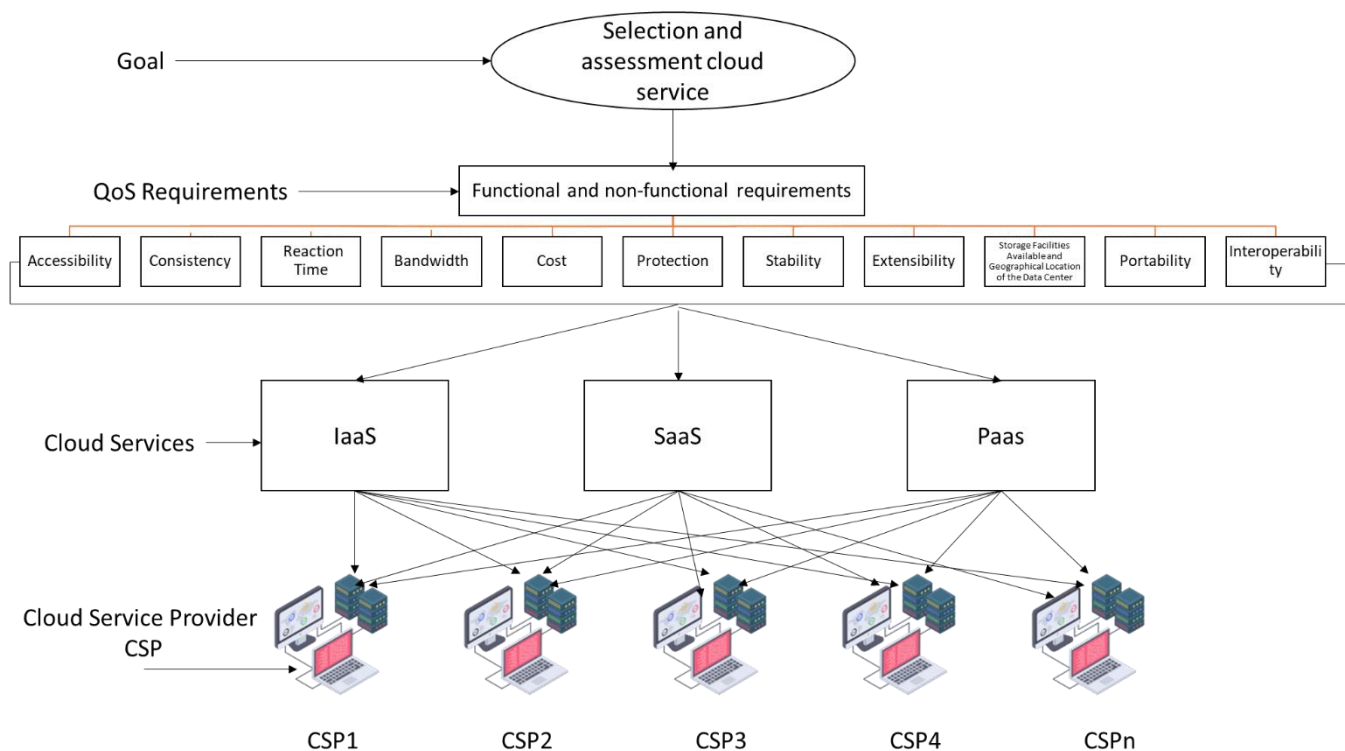 Selection and
assessment cloud
service
Goal
QoS Requirements
Functional and non-functional requirements
Accessibility
Consistency
Reaction
Time
Bandwidth
Cost
Protection
Stability
Extensibility
Storage Facilities
Available and
Geographical Location
of the Data Center
Portability
Interoperabili
ty
Cloud Services
IaaS
SaaS
Paas
Cloud Service Provider
CSP
CSP1
CSP2
CSP3
CSP4
CSPn